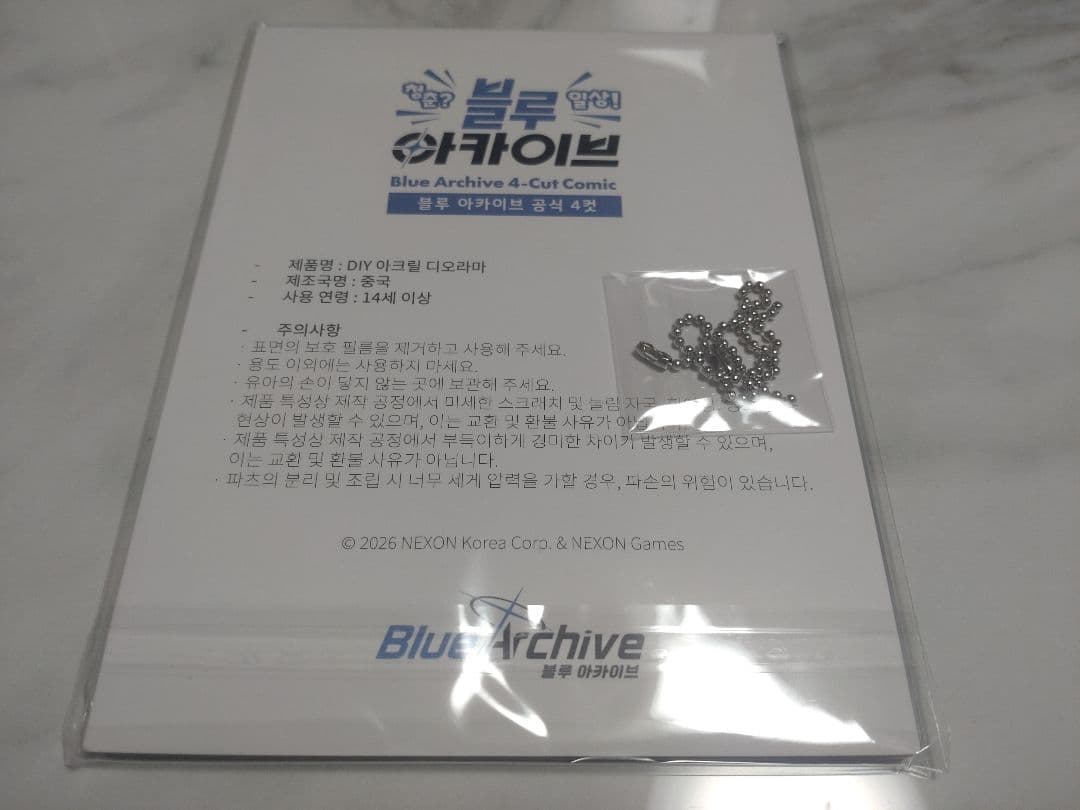 청춘? 블루 일상!
아카이브
Blue Archive 4-Cut Comic
블루 아카이브 공식 4컷
- 제품명 : DIY 아크릴 디오라마
- 제조국명 : 중국
- 사용 연령 : 14세 이상
- 주의사항
· 표면의 보호 필름을 제거하고 사용해 주세요.
· 용도 이외에는 사용하지 마세요.
· 유아의 손이 닿지 않는 곳에 보관해 주세요.
· 제품 특성상 제작 공정에서 미세한 스크래치 및 눌림 자국,
현상이 발생할 수 있으며, 이는 교환 및 환불 사유가
· 제품 특성상 제작 공정에서 부득이하게 경미한 차이가 발생할 수 있으며,
이는 교환 및 환불 사유가 아닙니다.
· 파츠의 분리 및 조립 시 너무 세게 압력을 가할 경우, 파손의 위험이 있습니다.
© 2026 NEXON Korea Corp. & NEXON Games
Blue Archive
블루 아카이브